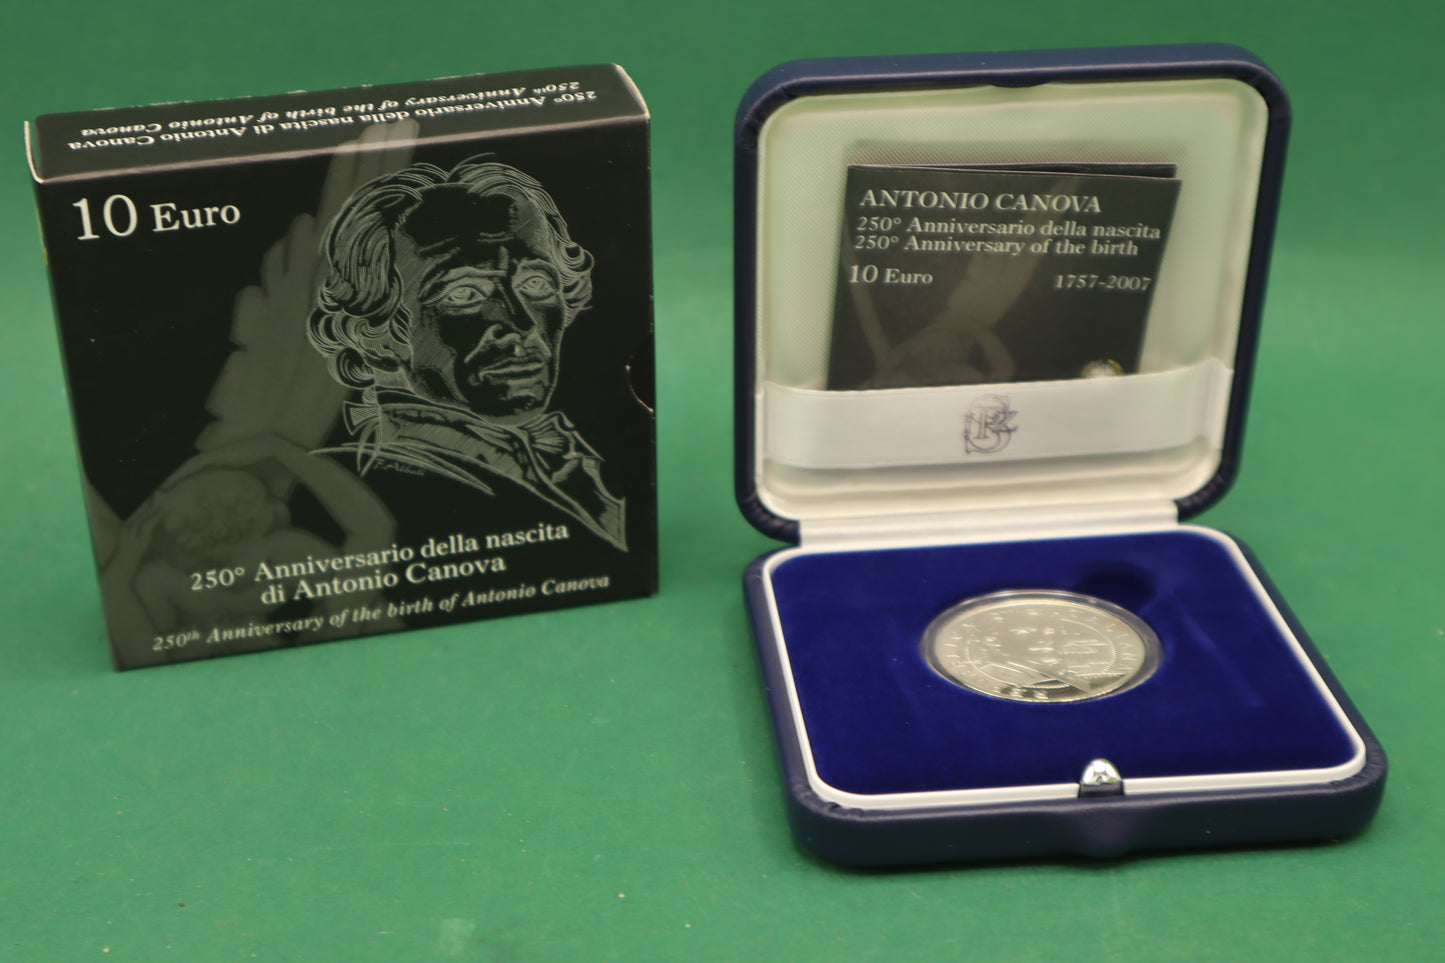 250° Anniversario della nascita di Antonio Canova
250th Anniversary of the birth of Antonio Canova
10 Euro
250° Anniversario della nascita
di Antonio Canova
250th Anniversary of the birth of Antonio Canova
ANTONIO CANOVA
250° Anniversario della nascita
250° Anniversary of the birth
10 Euro 1757-2007